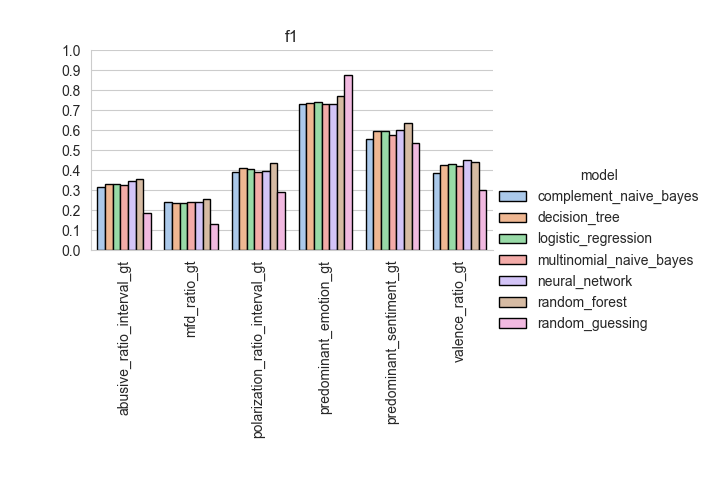 f1
1.0
0.9
0.8
0.7
0.6
0.5
0.4
0.3
0.2
0.1
0.0
abusive_ratio_interval_gt
mfd_ratio_gt
polarization_ratio_interval_gt
predominant_emotion_gt
predominant_sentiment_gt
valence_ratio_gt
model
complement_naive_bayes
decision_tree
logistic_regression
multinomial_naive_bayes
neural_network
random_forest
random_guessing